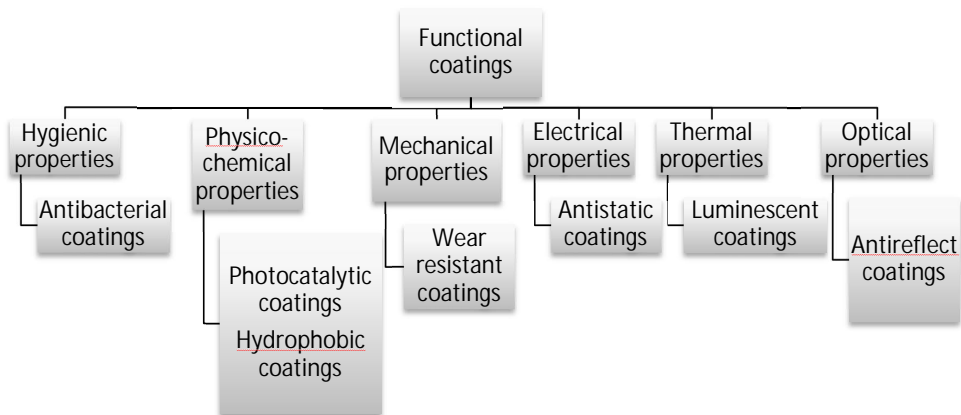 Functional
coatings
Hygienic
properties
Antibacterial
coatings
Physico-
chemical
properties
Photocatalytic
coatings
Hydrophobic
coatings
Mechanical
properties
Wear
resistant
coatings
Electrical
properties
Antistatic
coatings
Thermal
properties
Luminescent
coatings
Optical
properties
Antireflect
coatings